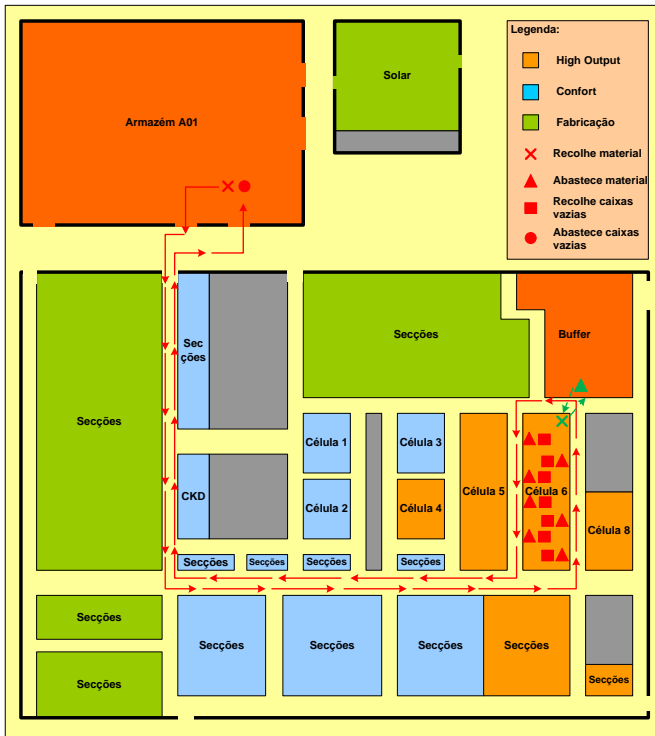 Legenda:
High Output
Confort
Fabricação
Recolhe material
Abastece material
Recolhe caixas
vazias
Abastece caixas
vazias
Solar
Armazém A01
Sec
ções
Secções
Buffer
Secções
Célula 1
Célula 3
CKD
Célula 2
Célula 4
Célula 5
Célula 6
Célula 8
Secções
Secções
Secções
Secções
Secções
Secções
Secções
Secções
Secções
Secções
Secções